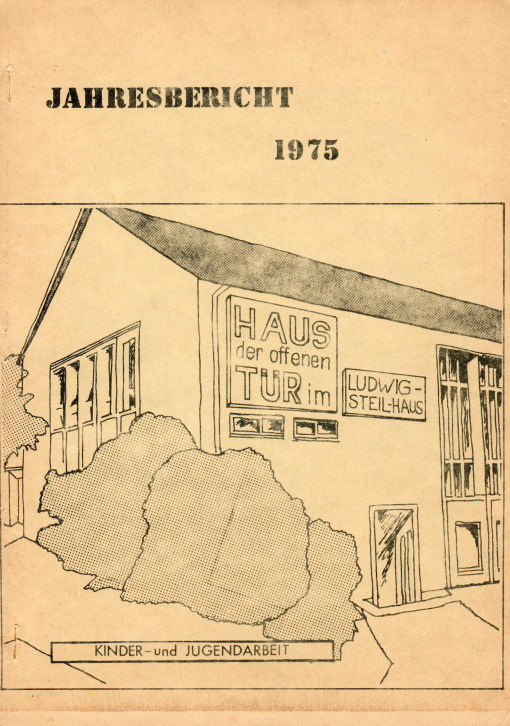 JAHRESBERICHT
1975
HAUS
der offenen
TÜR im
LUDWIG-
STEIL-HAUS
KINDER-und JUGENDARBEIT